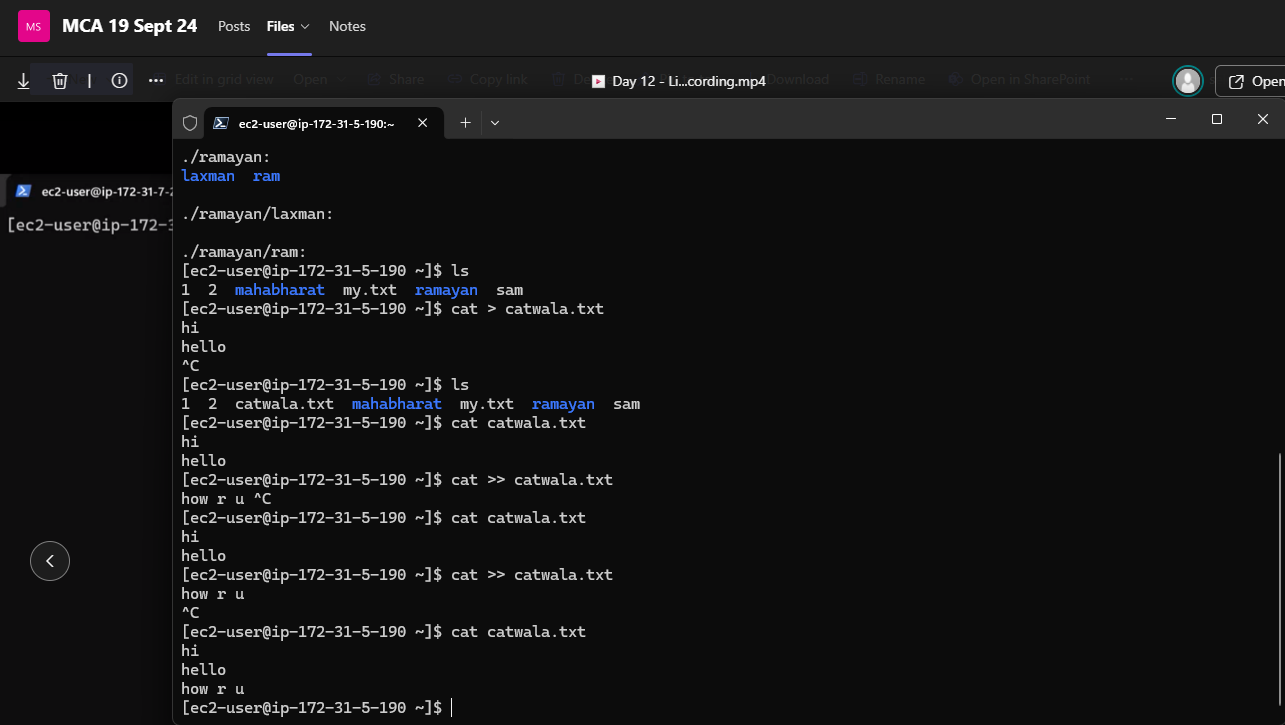 MS MCA 19 Sept 24 Posts Files Notes
Edit in grid view Open Share Copy link Day 12 - Li...cording.mp4 Download Rename Open in SharePoint Open
ec2-user@ip-172-31-5-190:~
./ramayan:
laxman ram
ec2-user@ip-172-31-7-2
./ramayan/laxman:
[ec2-user@ip-172-3
./ramayan/ram:
[ec2-user@ip-172-31-5-190 ~]$ ls
1 2 mahabharat my.txt ramayan sam
[ec2-user@ip-172-31-5-190 ~]$ cat > catwala.txt
hi
hello
^C
[ec2-user@ip-172-31-5-190 ~]$ ls
1 2 catwala.txt mahabharat my.txt ramayan sam
[ec2-user@ip-172-31-5-190 ~]$ cat catwala.txt
hi
hello
[ec2-user@ip-172-31-5-190 ~]$ cat >> catwala.txt
how r u ^C
[ec2-user@ip-172-31-5-190 ~]$ cat catwala.txt
hi
hello
[ec2-user@ip-172-31-5-190 ~]$ cat >> catwala.txt
how r u
^C
[ec2-user@ip-172-31-5-190 ~]$ cat catwala.txt
hi
hello
how r u
[ec2-user@ip-172-31-5-190 ~]$